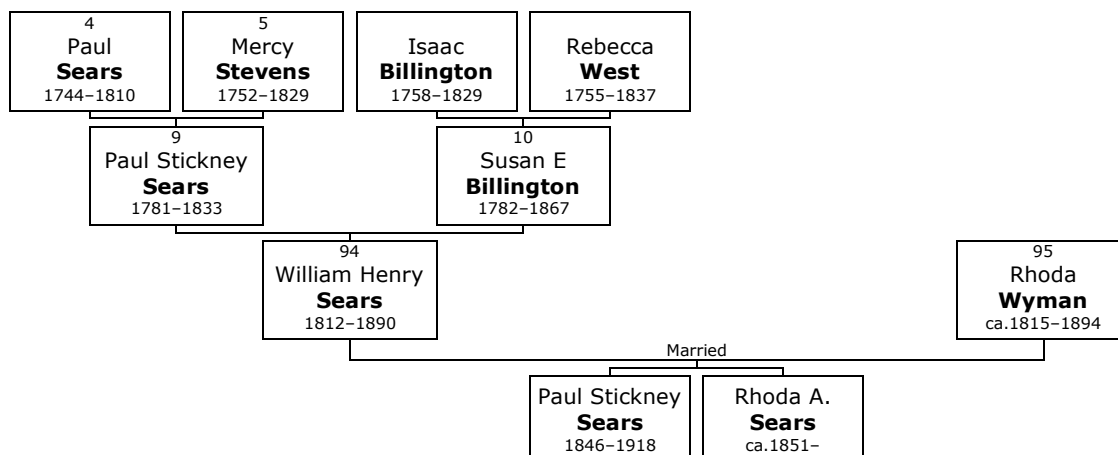 4
Paul
Sears
1744–1810
5
Mercy
Stevens
1752–1829
Isaac
Billington
1758–1829
Rebecca
West
1755–1837
9
Paul Stickney
Sears
1781–1833
10
Susan E
Billington
1782–1867
94
William Henry
Sears
1812–1890
95
Rhoda
Wyman
ca.1815–1894
Married
Paul Stickney
Sears
1846–1918
Rhoda A.
Sears
ca.1851–